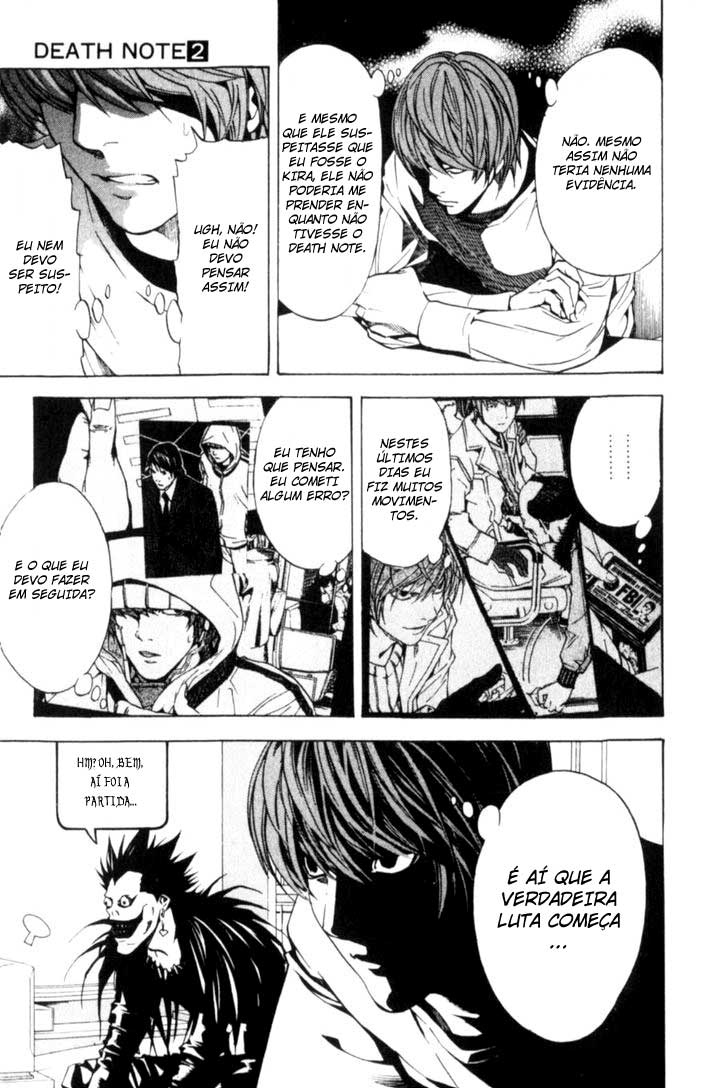 DEATH NOTE 2
NÃO. MESMO
ASSIM NÃO
TERIA NENHUMA
EVIDÊNCIA.
E MESMO
QUE ELE SUS-
PEITASSE QUE
EU FOSSE O
KIRA, ELE NÃO
PODERIA ME
PRENDER EN-
QUANTO NÃO
TIVESSE O
DEATH NOTE.
UGH, NÃO!
EU NÃO
DEVO
PENSAR
ASSIM!
EU NEM
DEVO
SER SUS-
PEITO!
FBI
NESTES
ÚLTIMOS
DIAS EU
FIZ MUITOS
MOVIMEN-
TOS.
EU TENHO
QUE PENSAR.
EU COMETI
ALGUM ERRO?
E O QUE EU
DEVO FAZER
EM SEGUIDA?
É AÍ QUE A
VERDADEIRA
LUTA COMEÇA
...
HM? OH, BEM,
AÍ FOI A
PARTIDA...